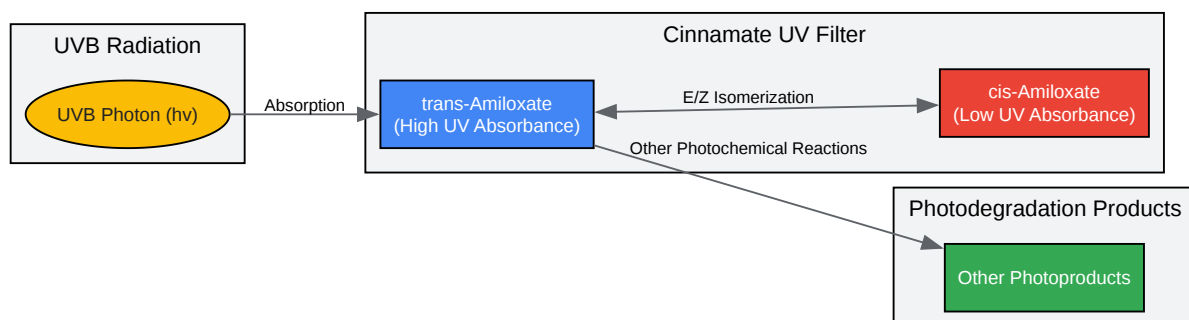 UVB Radiation
UVB Photon (hv)
Absorption
Cinnamate UV Filter
trans-Amiloxate
(High UV Absorbance)
E/Z Isomerization
cis-Amiloxate
(Low UV Absorbance)
Other Photochemical Reactions
Photodegradation Products
Other Photoproducts